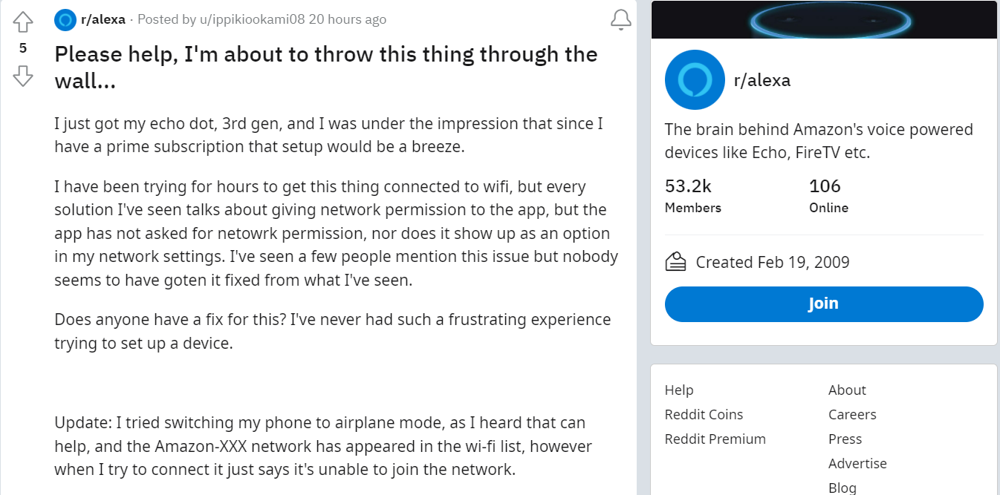 r/alexa · Posted by u/ippikiookami08 20 hours ago
5
Please help, I'm about to throw this thing through the
wall...
I just got my echo dot, 3rd gen, and I was under the impression that since I
have a prime subscription that setup would be a breeze.
I have been trying for hours to get this thing connected to wifi, but every
solution I've seen talks about giving network permission to the app, but the
app has not asked for netowrk permission, nor does it show up as an option
in my network settings. I've seen a few people mention this issue but nobody
seems to have goten it fixed from what I've seen.
Does anyone have a fix for this? I've never had such a frustrating experience
trying to set up a device.
Update: I tried switching my phone to airplane mode, as I heard that can
help, and the Amazon-XXX network has appeared in the wi-fi list, however
when I try to connect it just says it's unable to join the network.
r/alexa
The brain behind Amazon's voice powered
devices like Echo, FireTV etc.
53.2k 106
Members Online
Created Feb 19, 2009
Join
Help About
Reddit Coins Careers
Reddit Premium Press
Advertise
Blog